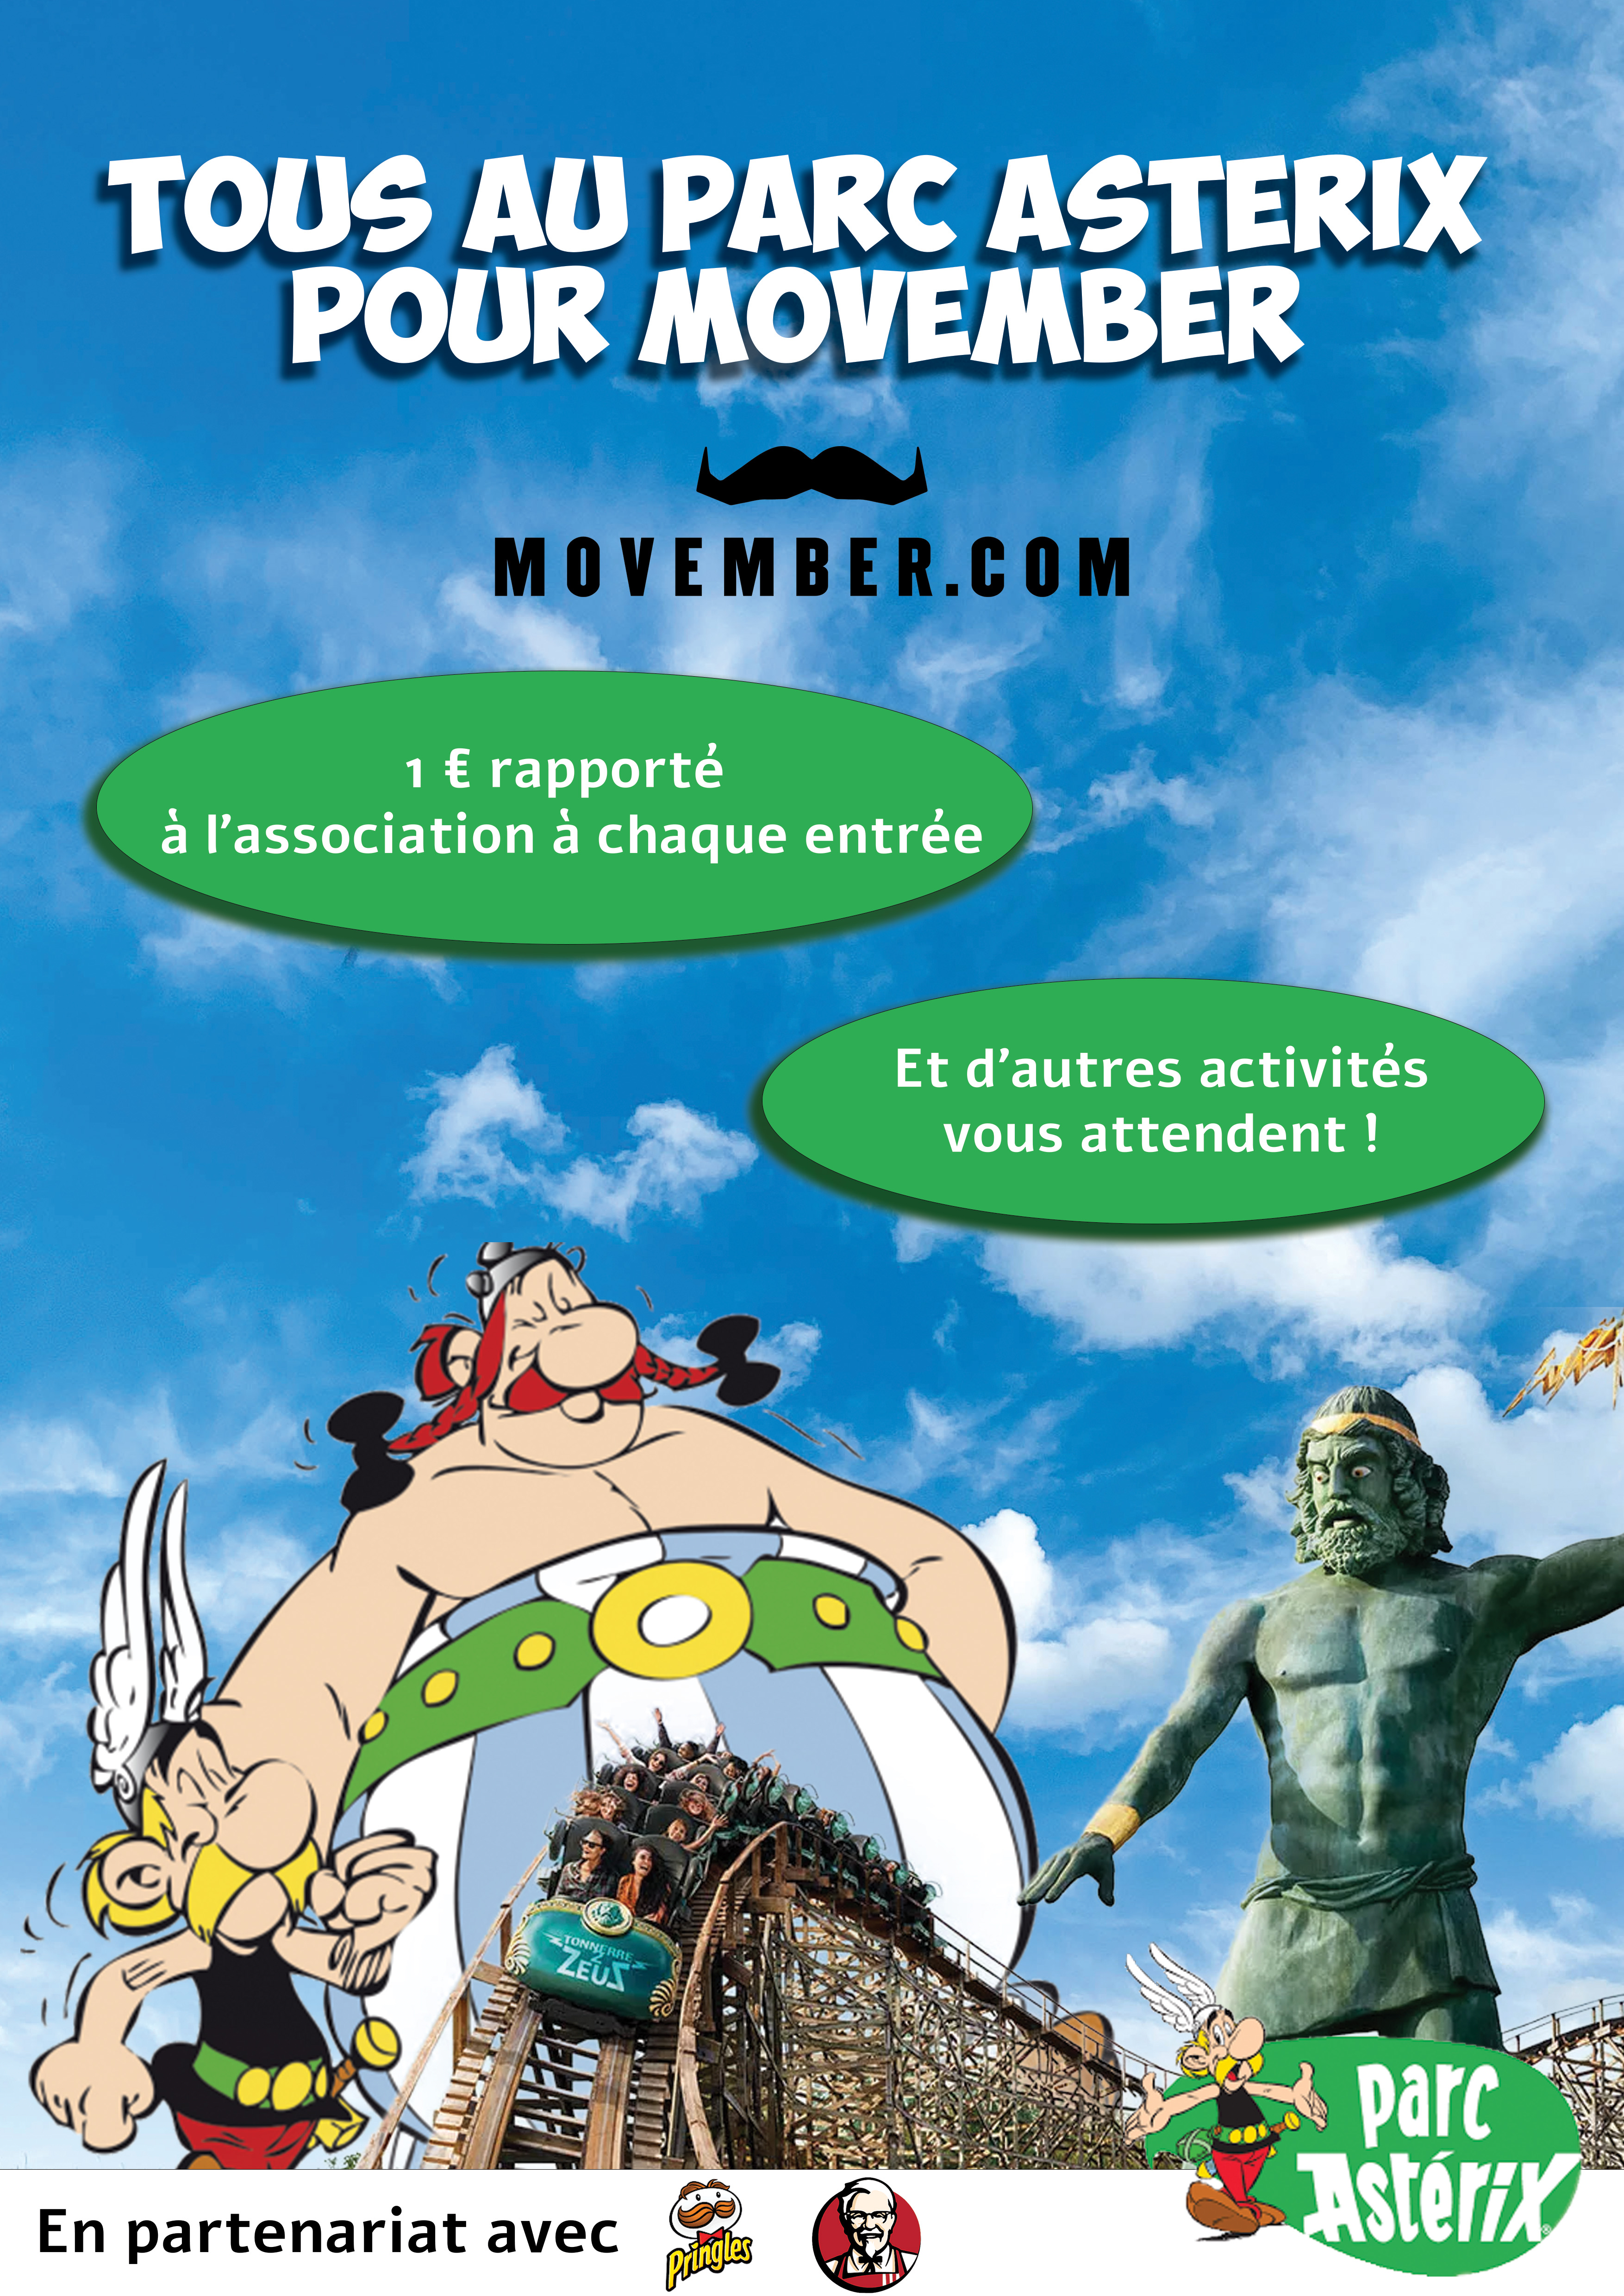 TOUS AU PARC ASTERIX
POUR MOVEMBER
MOVEMBER.COM
1 € rapporté
à l'association à chaque entrée
Et d'autres activités
vous attendent !
TONNERRE
2
ZEUS
parc
Astérix
En partenariat avec
Pringles